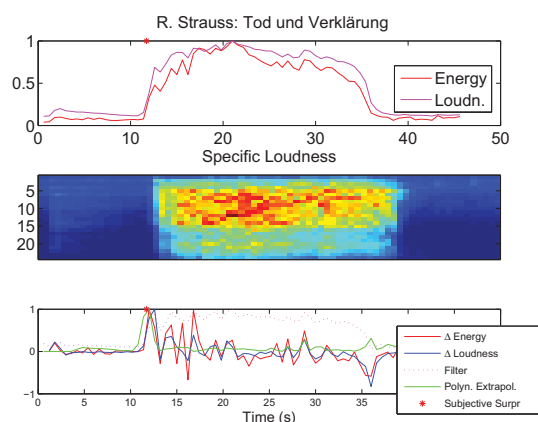 R. Strauss: Tod und Verklärung
1
0.5
0
Energy
Loudn.
0 10 20 30 40 50
Specific Loudness
5
10
15
20
1
0
−1
Δ Energy
Δ Loudness
Filter
Polyn. Extrapol.
Subjective Surpr
0 5 10 15 20 25 30 35
Time (s)